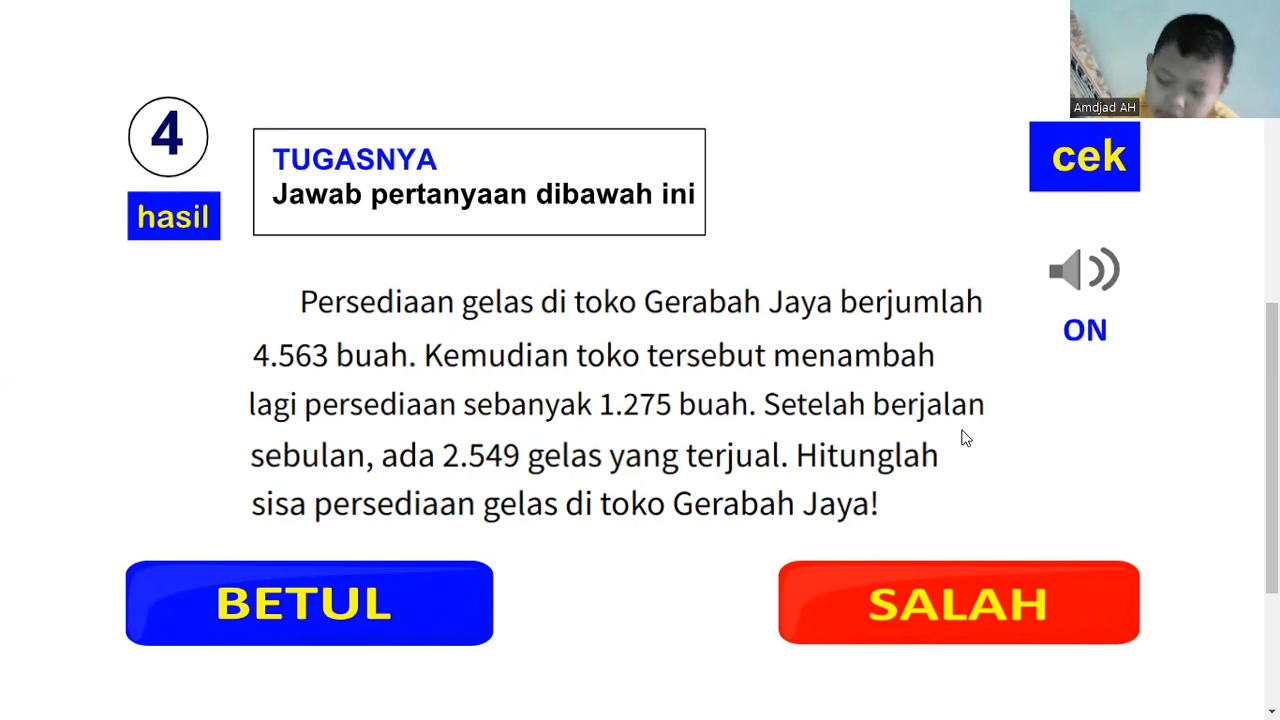 Amdjad AH
4
TUGASNYA
Jawab pertanyaan dibawah ini
cek
hasil
Persediaan gelas di toko Gerabah Jaya berjumlah
4.563 buah. Kemudian toko tersebut menambah
lagi persediaan sebanyak 1.275 buah. Setelah berjalan
sebulan, ada 2.549 gelas yang terjual. Hitunglah
sisa persediaan gelas di toko Gerabah Jaya!
ON
BETUL
SALAH